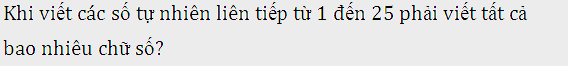 Khi viết các số tự nhiên liên tiếp từ 1 đến 25 phải viết tất cả
bao nhiêu chữ số?